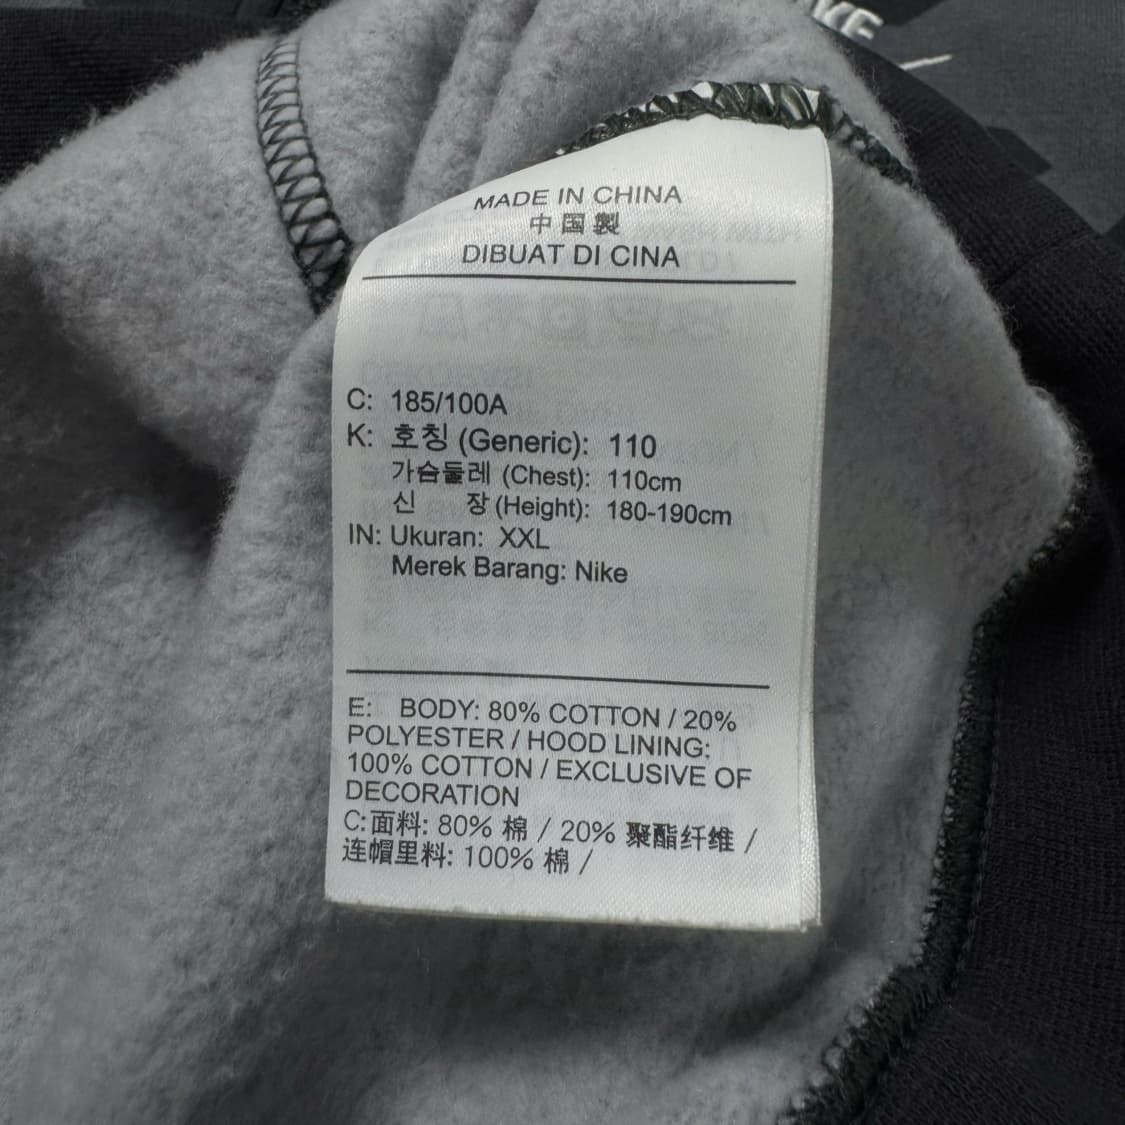 KE
MADE IN CHINA
中国製
DIBUAT DI CINA
C: 185/100A
K: 호칭 (Generic): 110
가슴둘레 (Chest): 110cm
신 장 (Height): 180-190cm
IN: Ukuran: XXL
Merek Barang: Nike
E: BODY: 80% COTTON / 20%
POLYESTER / HOOD LINING:
100% COTTON / EXCLUSIVE OF
DECORATION
C:面料: 80% 棉 / 20% 聚酯纤维 /
连帽里料: 100% 棉 /